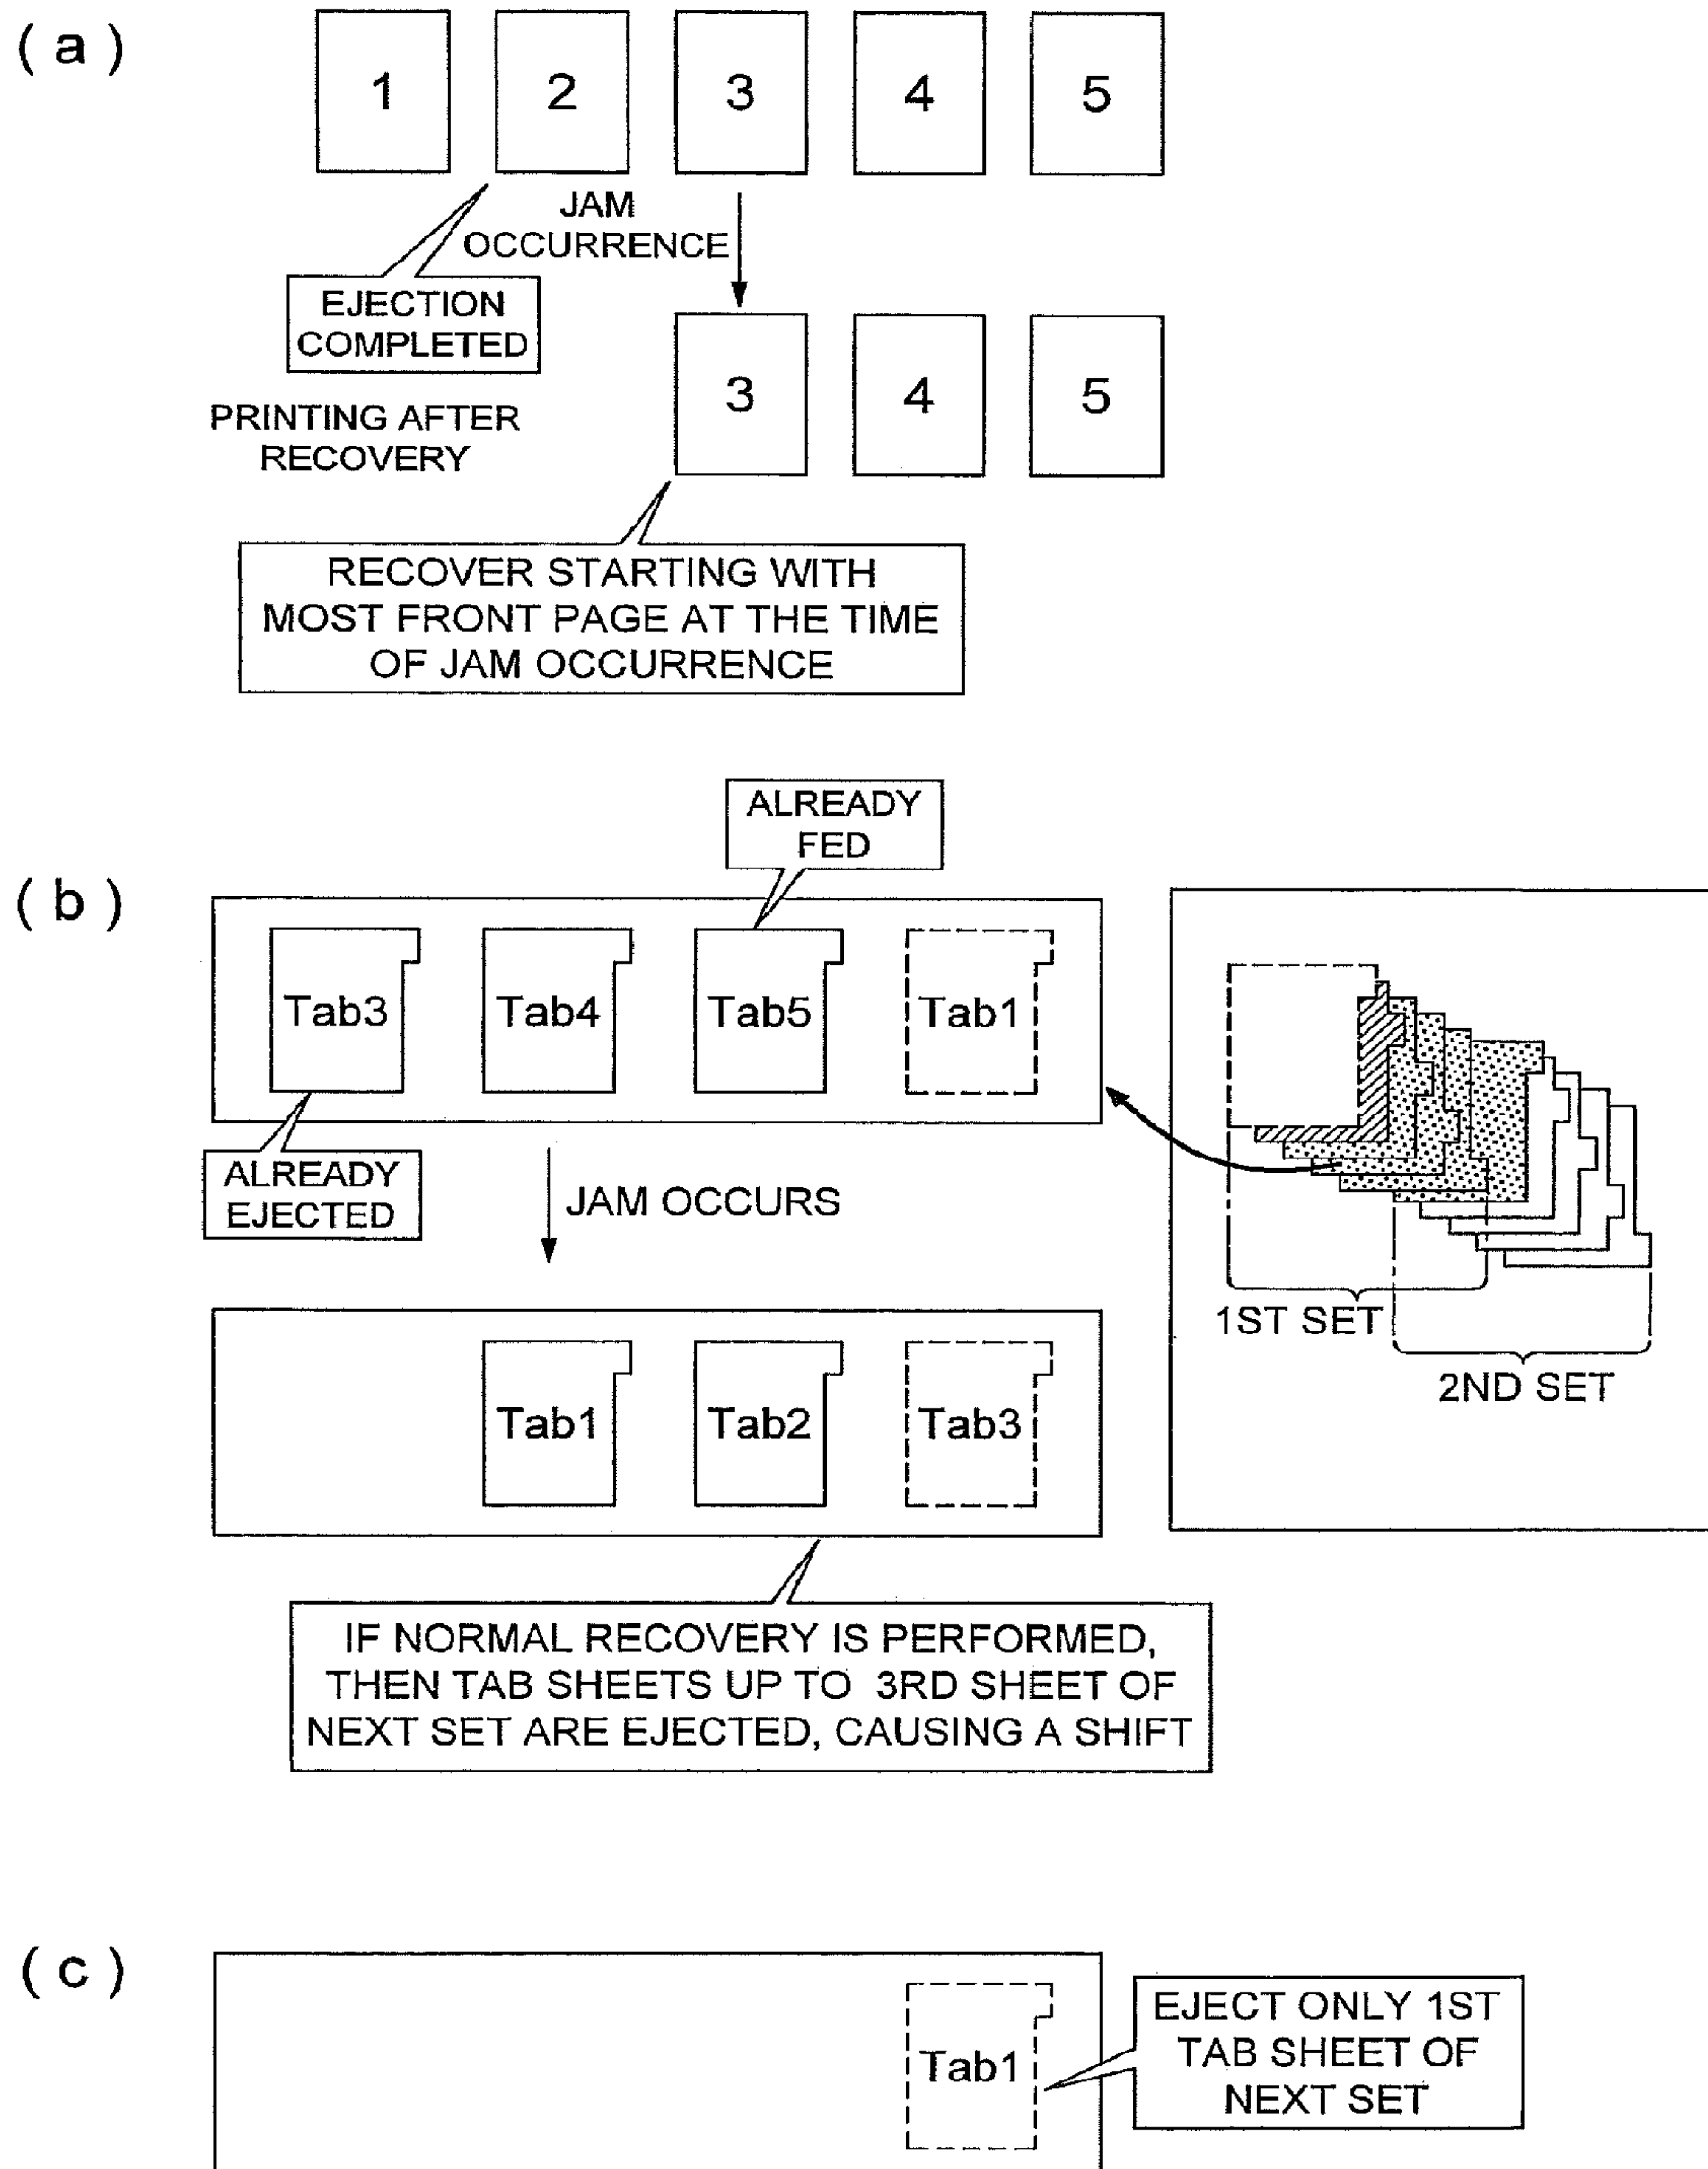 (a)
1 2 3 4 5
JAM
OCCURRENCE
EJECTION
COMPLETED
3 4 5
PRINTING AFTER
RECOVERY
RECOVER STARTING WITH
MOST FRONT PAGE AT THE TIME
OF JAM OCCURRENCE
(b)
ALREADY
FED
Tab3 Tab4 Tab5 Tab1
ALREADY
EJECTED
JAM OCCURS
1ST SET
2ND SET
Tab1 Tab2 Tab3
IF NORMAL RECOVERY IS PERFORMED,
THEN TAB SHEETS UP TO 3RD SHEET OF
NEXT SET ARE EJECTED, CAUSING A SHIFT
(c)
Tab1
EJECT ONLY 1ST
TAB SHEET OF
NEXT SET